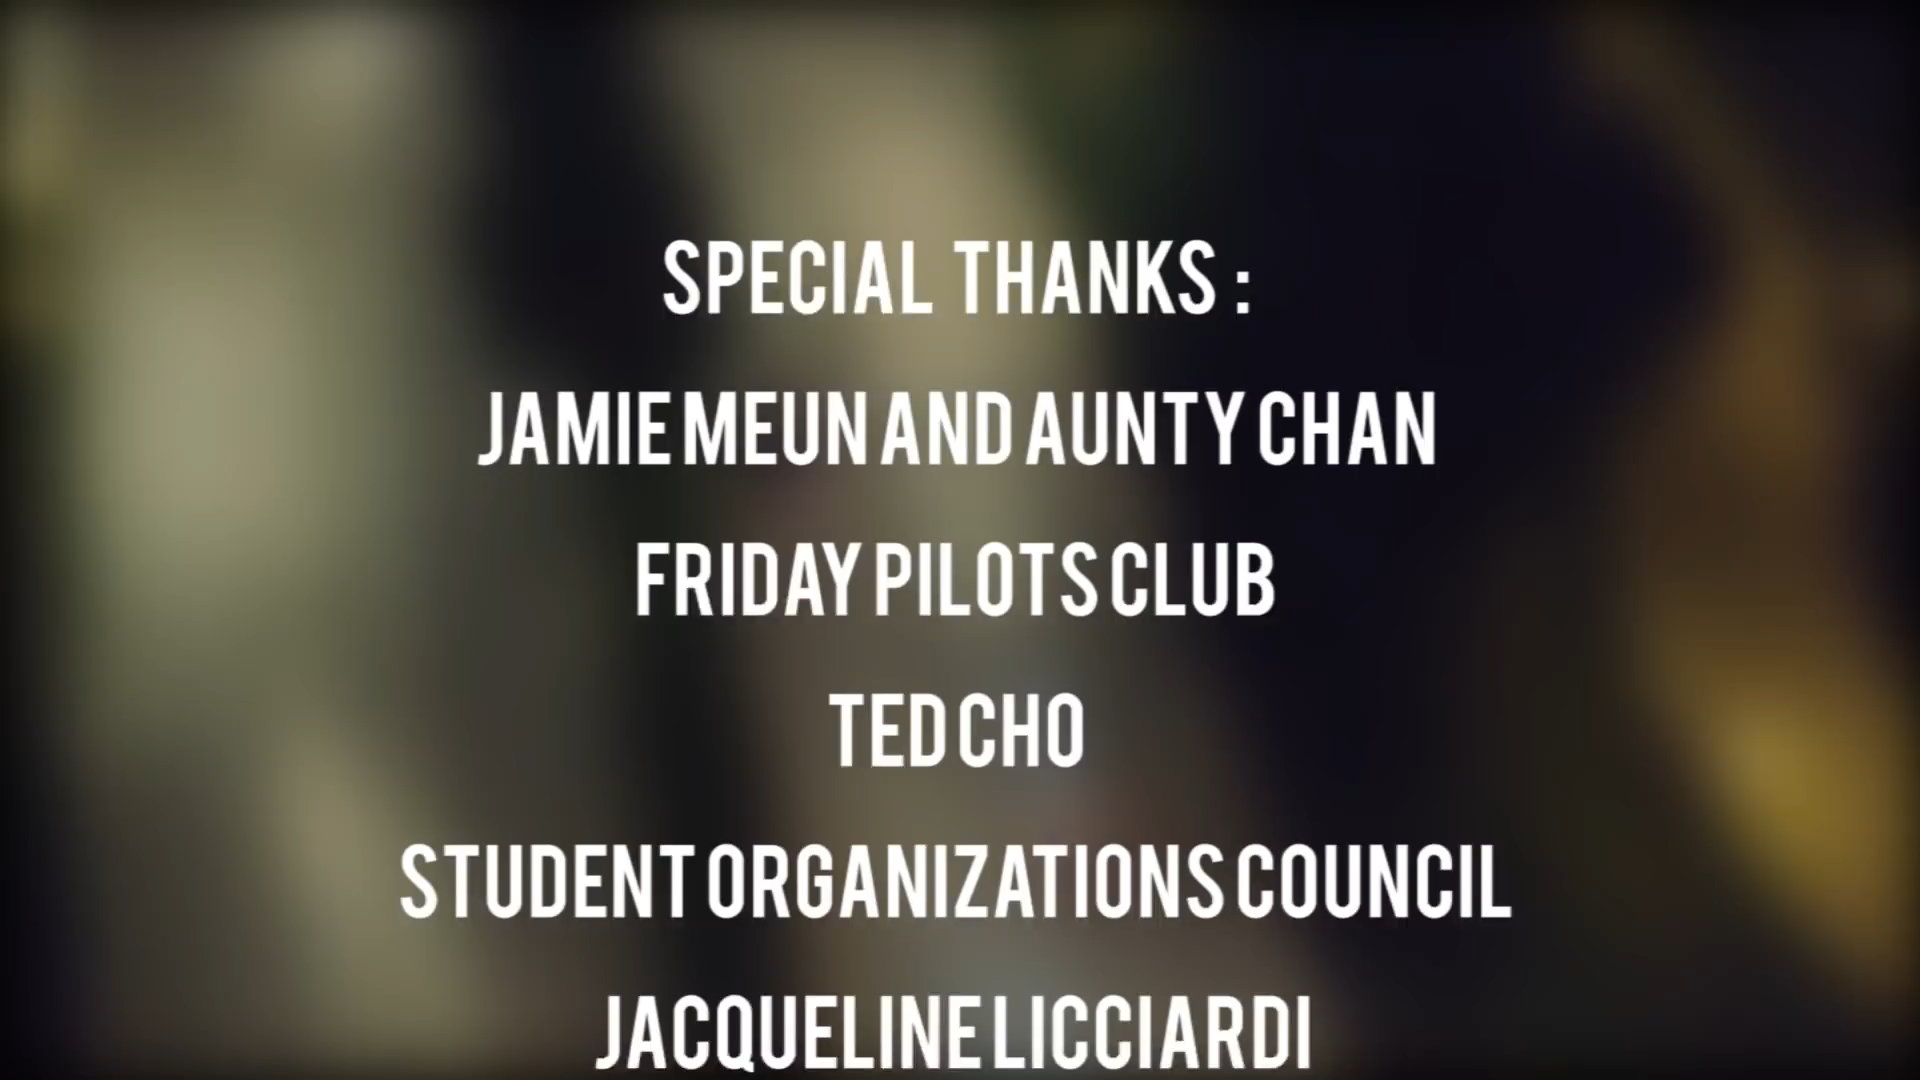 SPECIAL THANKS :
JAMIE MEUN AND AUNTY CHAN
FRIDAY PILOTS CLUB
TED CHO
STUDENT ORGANIZATIONS COUNCIL
JACQUELINE LICCIARDI